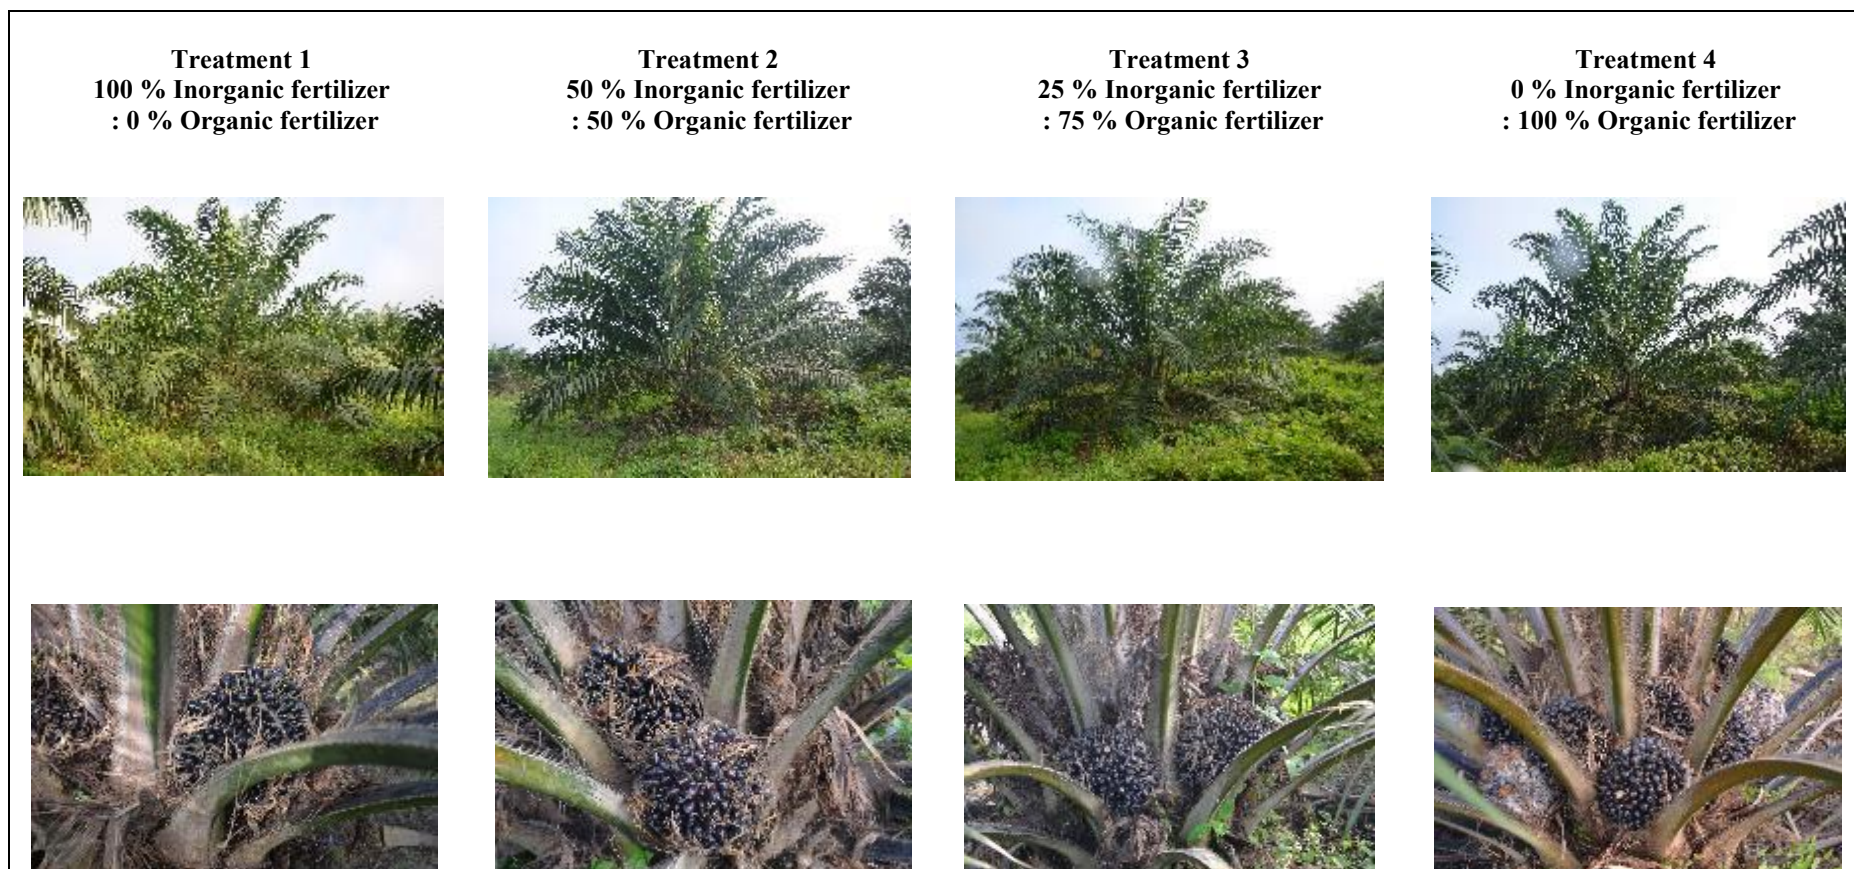 Treatment 1
100 % Inorganic fertilizer
: 0 % Organic fertilizer
Treatment 2
50 % Inorganic fertilizer
: 50 % Organic fertilizer
Treatment 3
25 % Inorganic fertilizer
: 75 % Organic fertilizer
Treatment 4
0 % Inorganic fertilizer
: 100 % Organic fertilizer